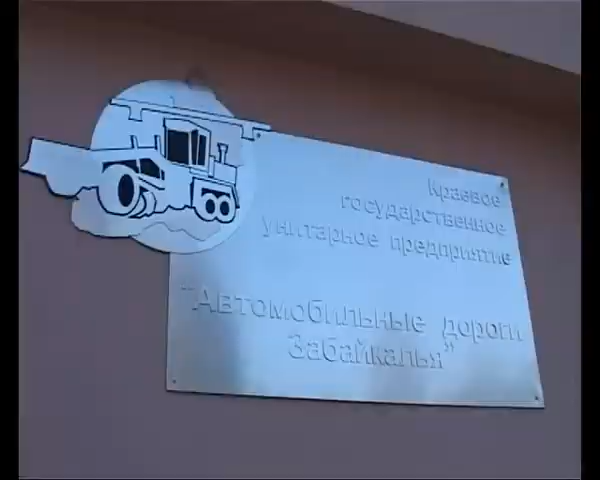 Краевое
государственное
унитарное предприятие
"Автомобильные дороги
Забайкалья"